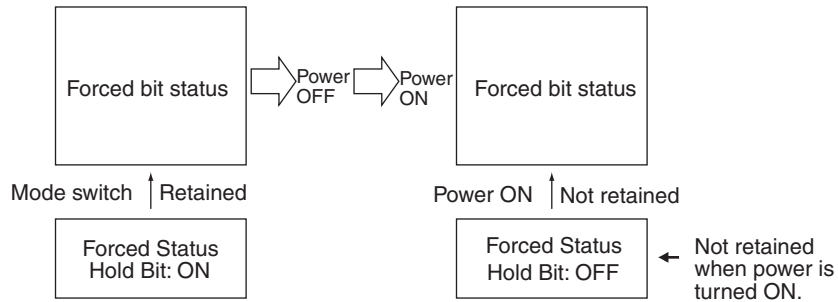 Forced bit status
Power
OFF
Power
ON
Forced bit status
Mode switch
Retained
Power ON
Not retained
Forced Status
Hold Bit: ON
Forced Status
Hold Bit: OFF
Not retained
when power is
turned ON.